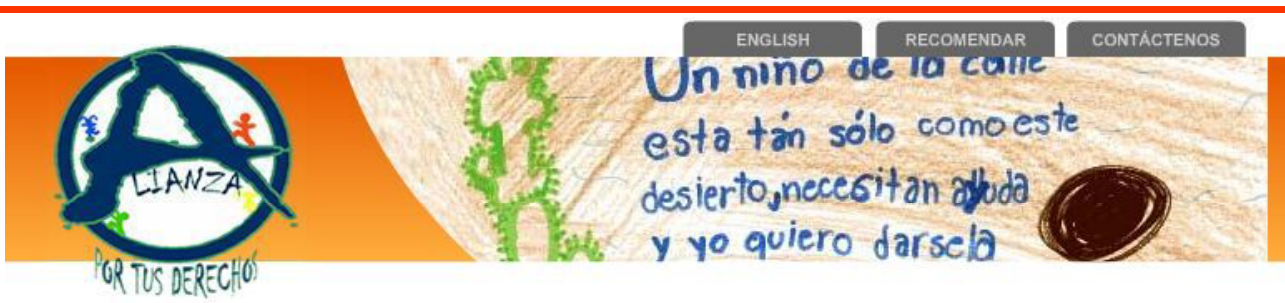 ENGLISH RECOMENDAR CONTÁCTENOS
Un niño de la calle
esta tan sólo como este
desierto, necesitan ayuda
y yo quiero darsela
ALIANZA
POR TUS DERECHOS